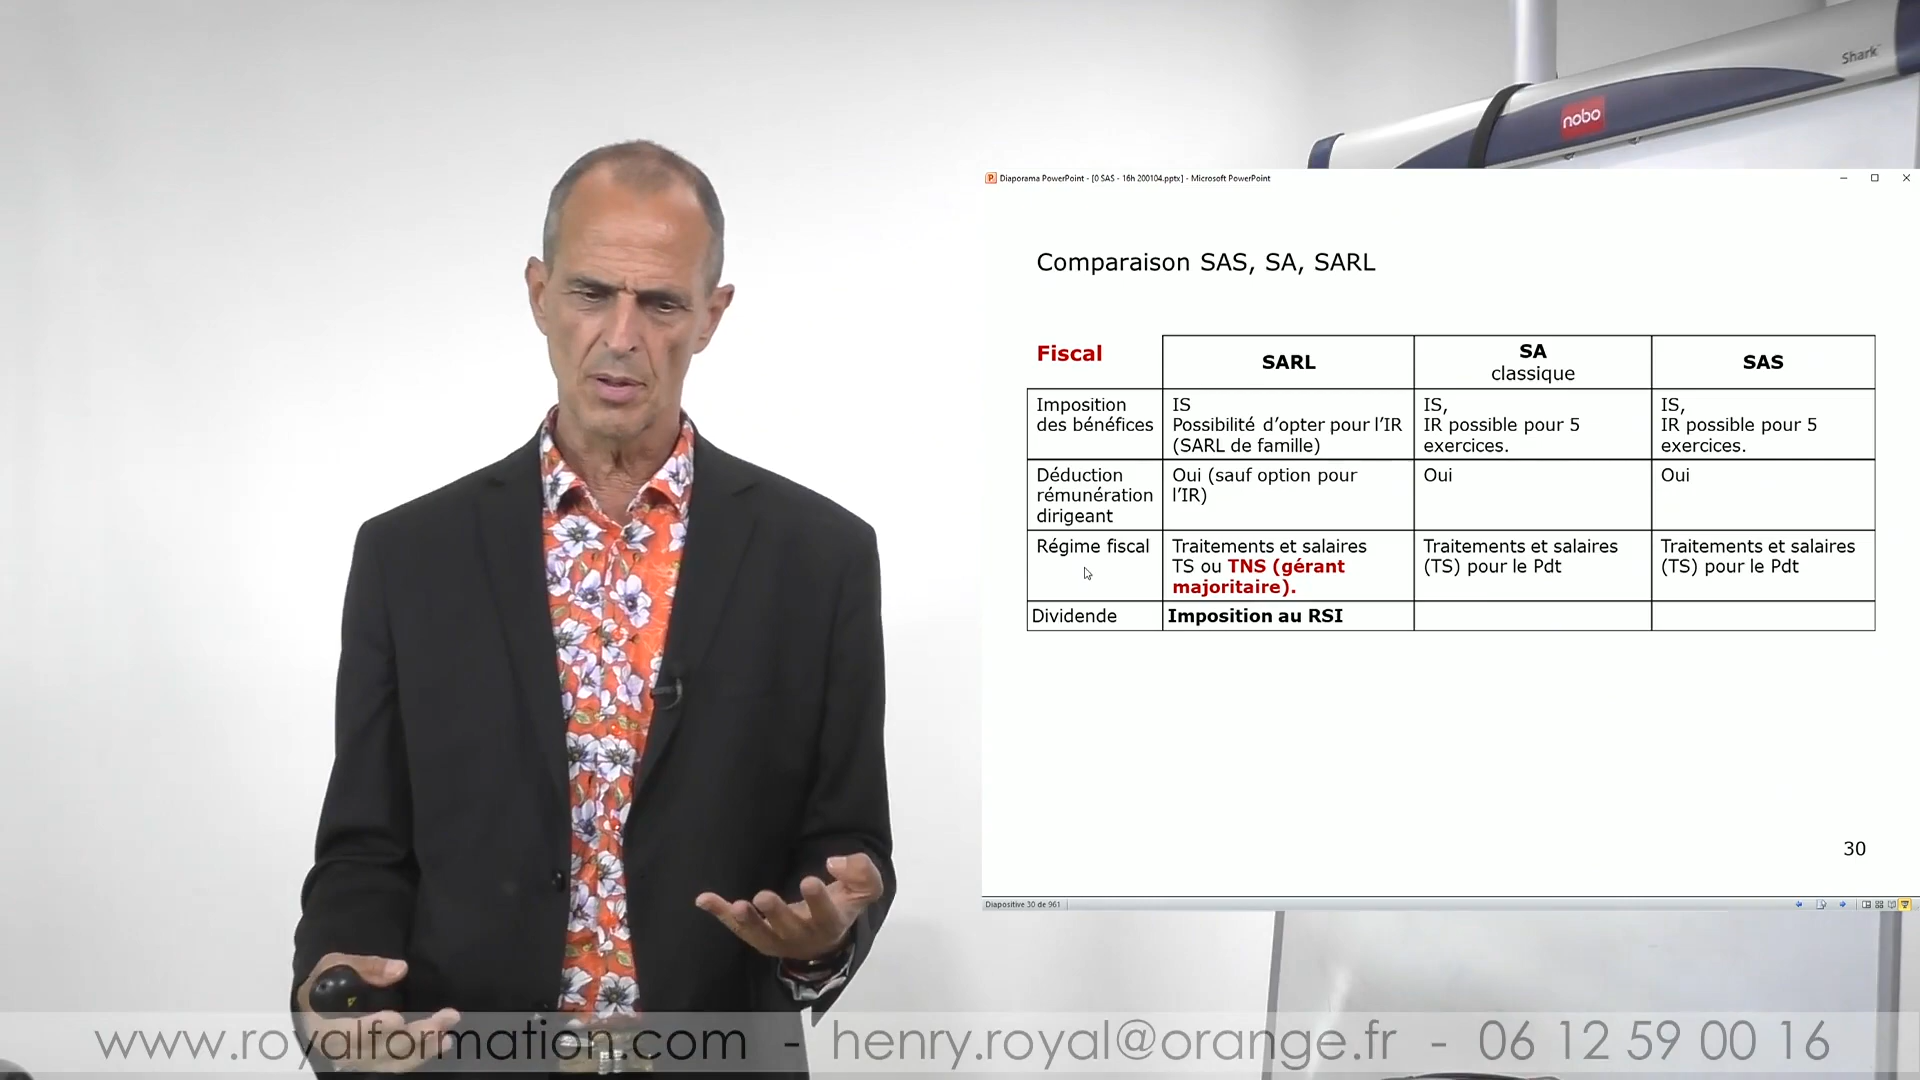 Shark
nobo
Diaporama PowerPoint - [0 SAS - 16h 200104.pptx] - Microsoft PowerPoint
Comparaison SAS, SA, SARL
Fiscal
SARL
SA
classique
SAS
Imposition
des bénéfices
IS
Possibilité d'opter pour l'IR
(SARL de famille)
IS,
IR possible pour 5
exercices.
IS,
IR possible pour 5
exercices.
Déduction
rémunération
dirigeant
Oui (sauf option pour
l'IR)
Oui
Oui
Régime fiscal
Traitements et salaires
TS ou TNS (gérant
majoritaire).
Traitements et salaires
(TS) pour le Pdt
Traitements et salaires
(TS) pour le Pdt
Dividende
Imposition au RSI
30
Diapositive 30 de 961
www.royalformation.com - henry.royal@orange.fr - 06 12 59 00 16